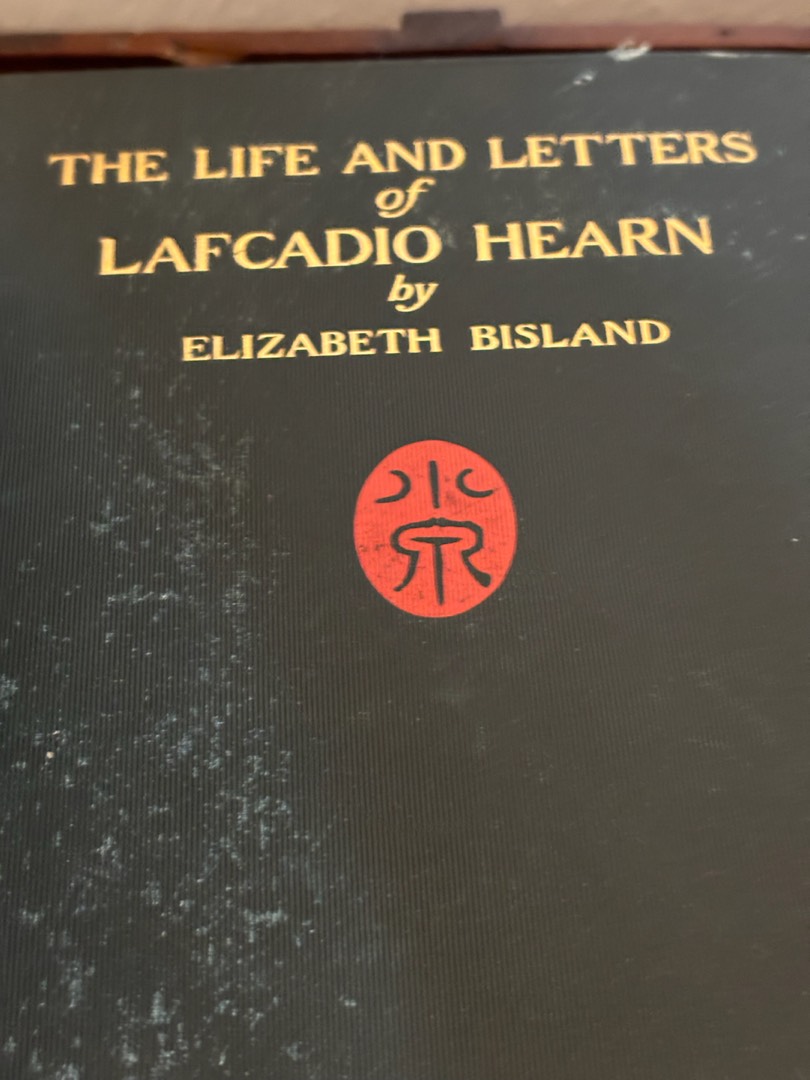 THE LIFE AND LETTERS
of
LAFCADIO HEARN
by
ELIZABETH BISLAND